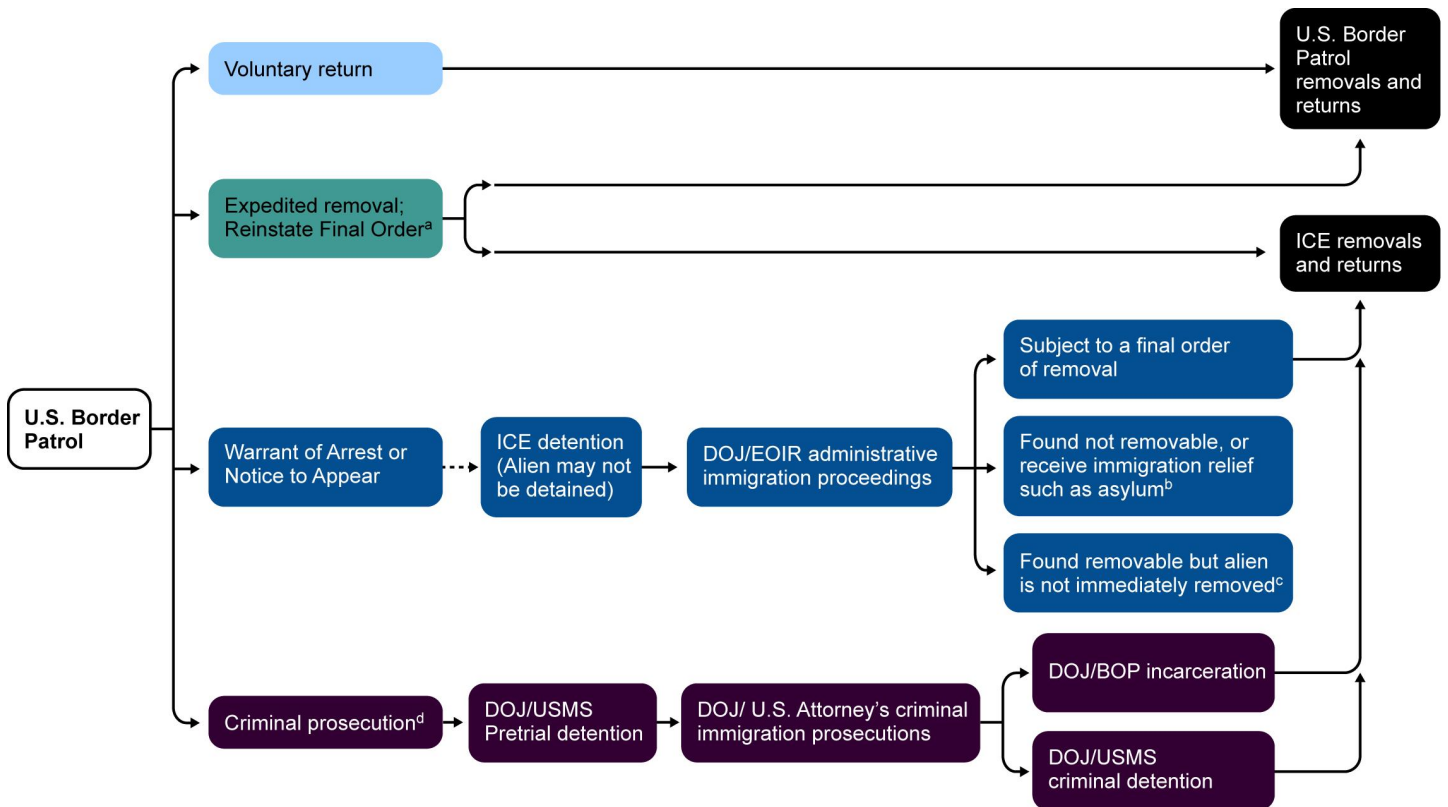 Voluntary return
U.S. Border
Patrol
removals and
returns
Expedited removal;
Reinstate Final Orderᵃ
ICE removals
and returns
U.S. Border
Patrol
Warrant of Arrest or
Notice to Appear
ICE detention
(Alien may not
be detained)
DOJ/EOIR administrative
immigration proceedings
Subject to a final order
of removal
Found not removable, or
receive immigration relief
such as asylumᵇ
Found removable but alien
is not immediately removedᶜ
Criminal prosecutionᵈ
DOJ/USMS
Pretrial detention
DOJ/ U.S. Attorney’s criminal
immigration prosecutions
DOJ/BOP incarceration
DOJ/USMS
criminal detention